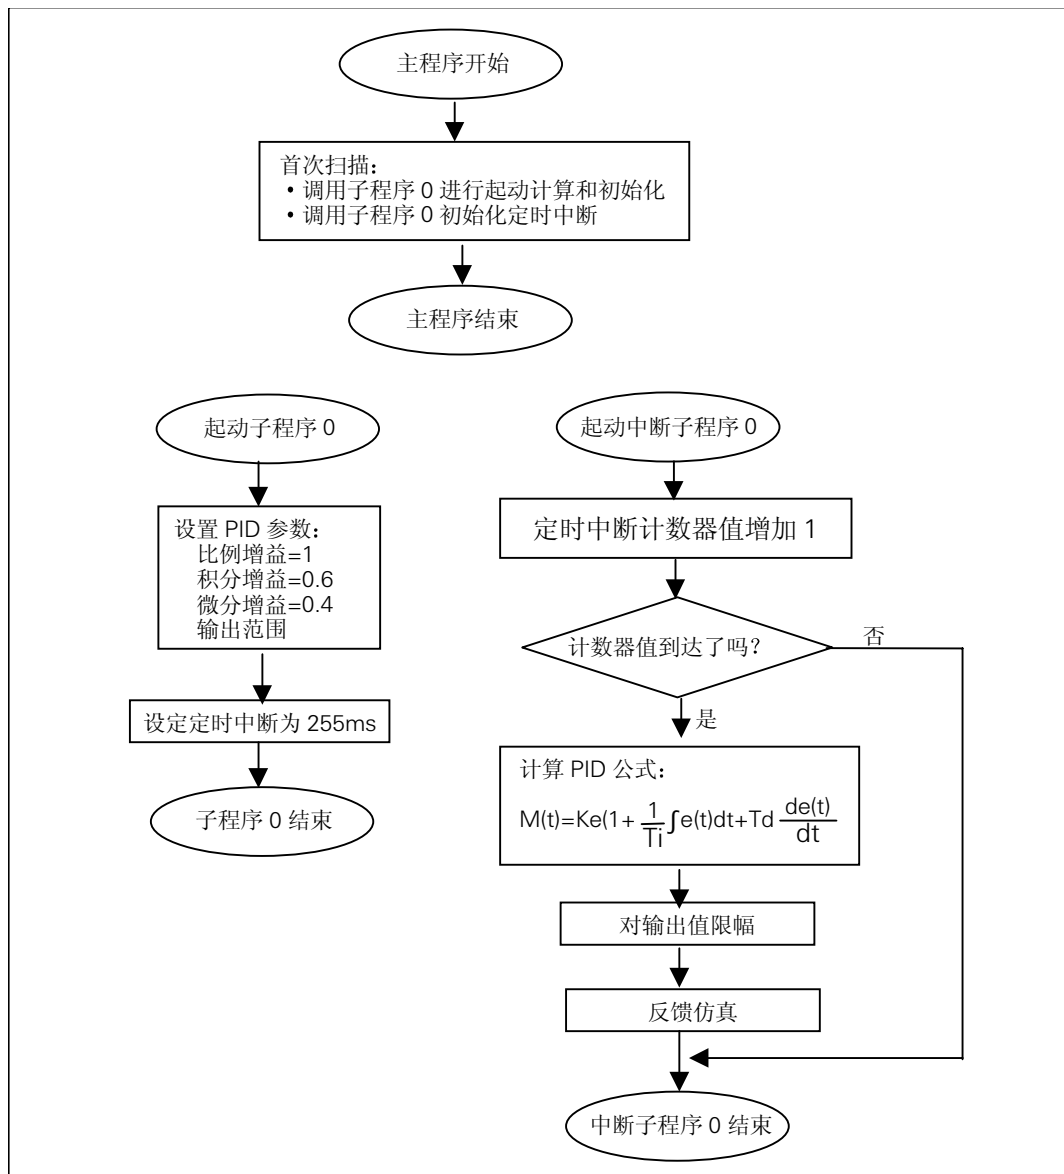 主程序开始
首次扫描：
•调用子程序 0 进行起动计算和初始化
•调用子程序 0 初始化定时中断
主程序结束
起动子程序 0
设置 PID 参数：
比例增益=1
积分增益=0.6
微分增益=0.4
输出范围
设定定时中断为 255ms
子程序 0 结束
起动中断子程序 0
定时中断计数器值增加 1
计数器值到达了吗？
否
是
计算 PID 公式：
M(t)=Ke(1+ 1/Ti ∫e(t)dt+Td de(t)/dt
对输出值限幅
反馈仿真
中断子程序 0 结束